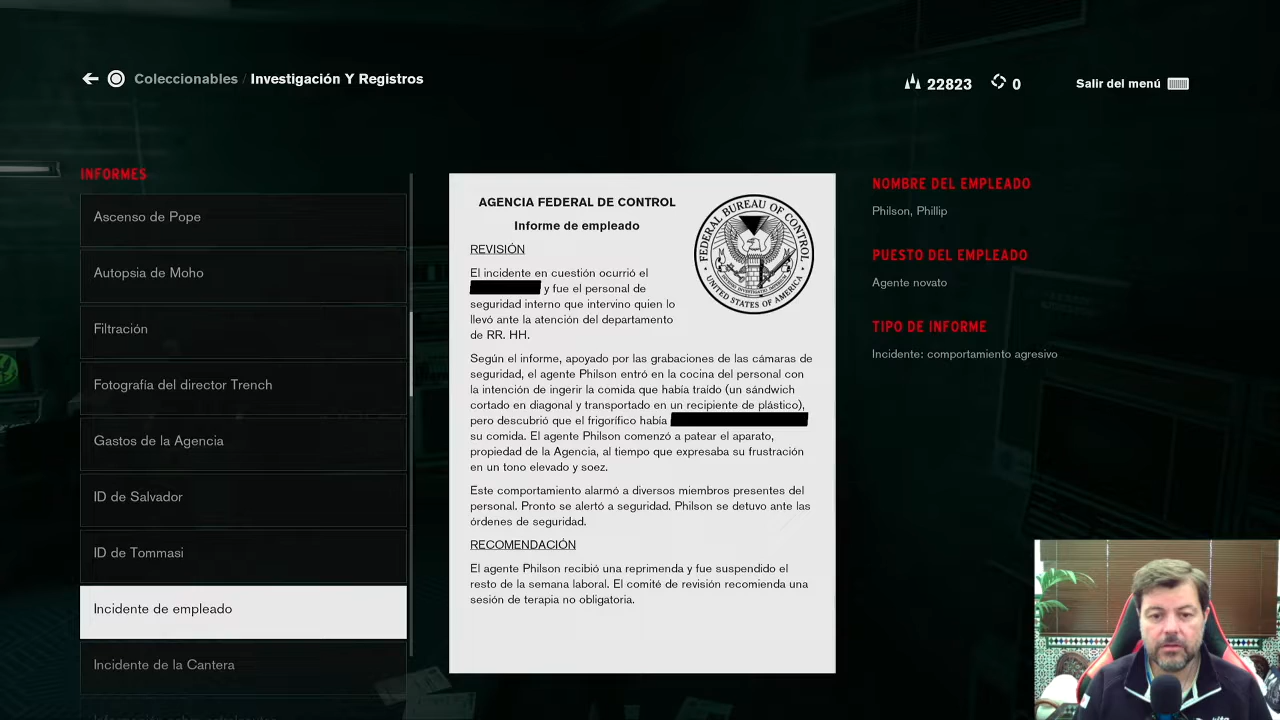 Coleccionables / Investigación Y Registros
22823
0
Salir del menú
INFORMES
Ascenso de Pope
Autopsia de Moho
Filtración
Fotografía del director Trench
Gastos de la Agencia
ID de Salvador
ID de Tommasi
Incidente de empleado
Incidente de la Cantera
AGENCIA FEDERAL DE CONTROL
Informe de empleado
FEDERAL BUREAU OF CONTROL
UNITED STATES OF AMERICA
REVISIÓN
El incidente en cuestión ocurrió el
y fue el personal de
seguridad interno que intervino quien lo
llevó ante la atención del departamento
de RR. HH.
Según el informe, apoyado por las grabaciones de las cámaras de
seguridad, el agente Philson entró en la cocina del personal con
la intención de ingerir la comida que había traído (un sándwich
cortado en diagonal y transportado en un recipiente de plástico),
pero descubrió que el frigorífico había
su comida. El agente Philson comenzó a patear el aparato,
propiedad de la Agencia, al tiempo que expresaba su frustración
en un tono elevado y soez.
Este comportamiento alarmó a diversos miembros presentes del
personal. Pronto se alertó a seguridad. Philson se detuvo ante las
órdenes de seguridad.
RECOMENDACIÓN
El agente Philson recibió una reprimenda y fue suspendido el
resto de la semana laboral. El comité de revisión recomienda una
sesión de terapia no obligatoria.
NOMBRE DEL EMPLEADO
Philson, Phillip
PUESTO DEL EMPLEADO
Agente novato
TIPO DE INFORME
Incidente: comportamiento agresivo